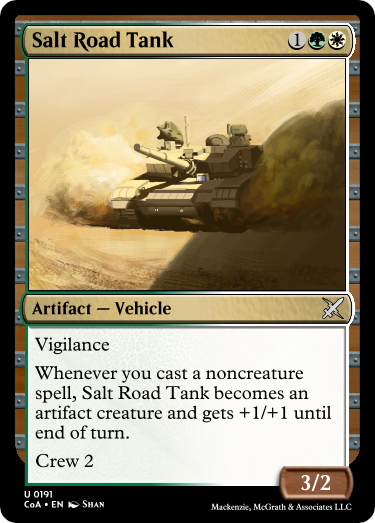 Salt Road Tank 1
Artifact — Vehicle
Vigilance
Whenever you cast a noncreature
spell, Salt Road Tank becomes an
artifact creature and gets +1/+1 until
end of turn.
Crew 2
3/2
U 0191
CoA • EN Shan
Mackenzie, McGrath & Associates LLC